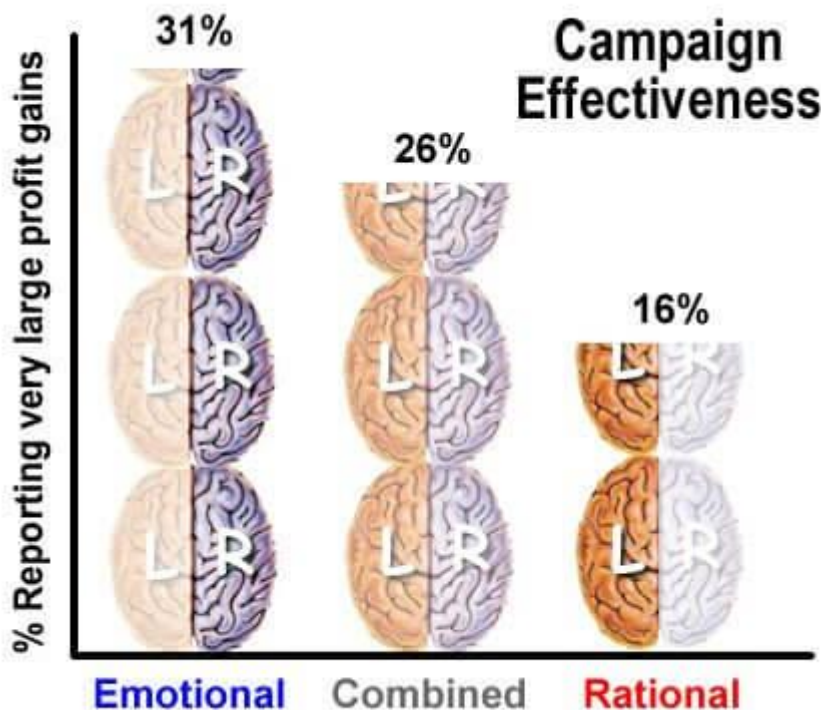 Campaign
Effectiveness
31%
26%
16%
% Reporting very large profit gains
L R
L R
L R
L R
L R
L R
L R
L R
Emotional Combined Rational